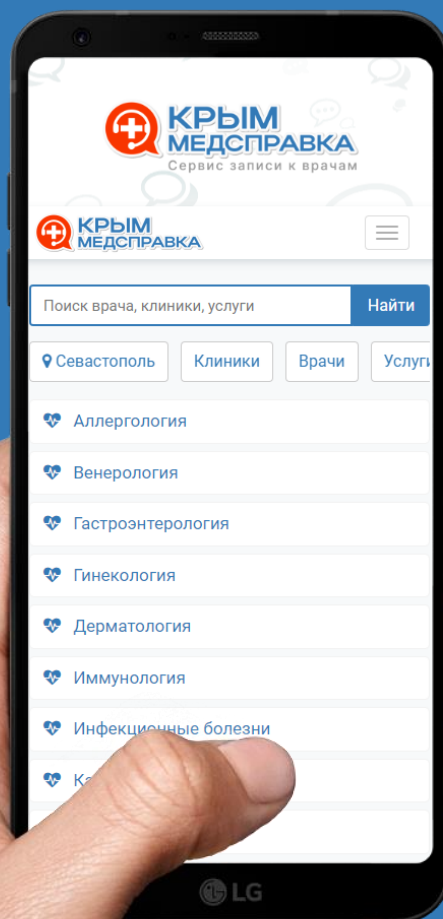 КРЫМ
МЕДСПРАВКА
Сервис записи к врачам
КРЫМ
МЕДСПРАВКА
Поиск врача, клиники, услуги
Найти
Севастополь
Клиники
Врачи
Аллергология
Венерология
Гастроэнтерология
Гинекология
Дерматология
Иммунология
Инфекционные болезни
LG